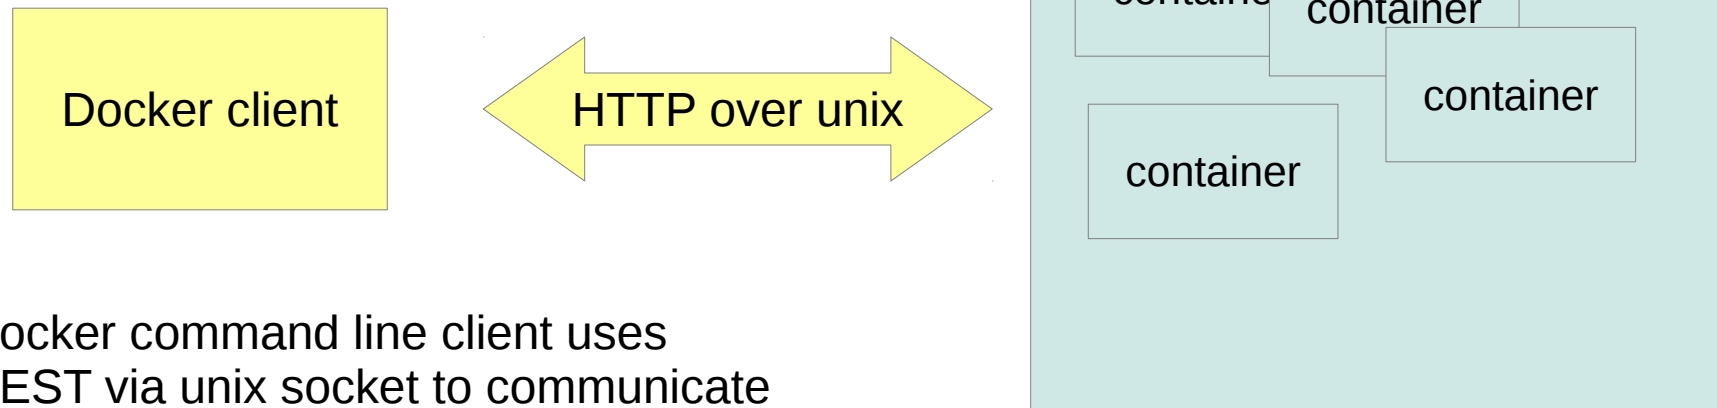 container
container
Docker client
HTTP over unix
container
container
ocker command line client uses
EST via unix socket to communicate